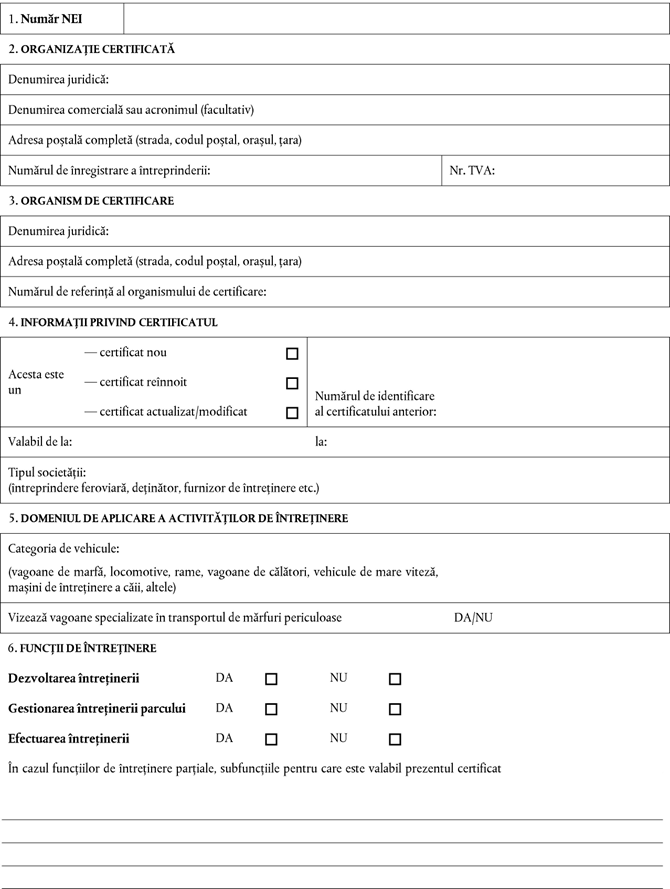 1. Număr NEI
2. ORGANIZAȚIE CERTIFICATĂ
Denumirea juridică:
Denumirea comercială sau acronimul (facultativ)
Adresa poștală completă (strada, codul poștal, orașul, țara)
Numărul de înregistrare a întreprinderii: Nr. TVA:
3. ORGANISM DE CERTIFICARE
Denumirea juridică:
Adresa poștală completă (strada, codul poștal, orașul, țara)
Numărul de referință al organismului de certificare:
4. INFORMAȚII PRIVIND CERTIFICATUL
Acesta este
un
— certificat nou
— certificat reînnoit
— certificat actualizat/modificat
Numărul de identificare
al certificatului anterior:
Valabil de la: la:
Tipul societății:
(întreprindere feroviară, deținător, furnizor de întreținere etc.)
5. DOMENIUL DE APLICARE A ACTIVITĂȚILOR DE ÎNTREȚINERE
Categoria de vehicule:
(vagoane de marfă, locomotive, rame, vagoane de călători, vehicule de mare viteză,
mașini de întreținere a căii, altele)
Vizează vagoane specializate în transportul de mărfuri periculoase DA/NU
6. FUNCȚII DE ÎNTREȚINERE
Dezvoltarea întreținerii DA NU
Gestionarea întreținerii parcului DA NU
Efectuarea întreținerii DA NU
În cazul funcțiilor de întreținere parțiale, subfuncțiile pentru care este valabil prezentul certificat